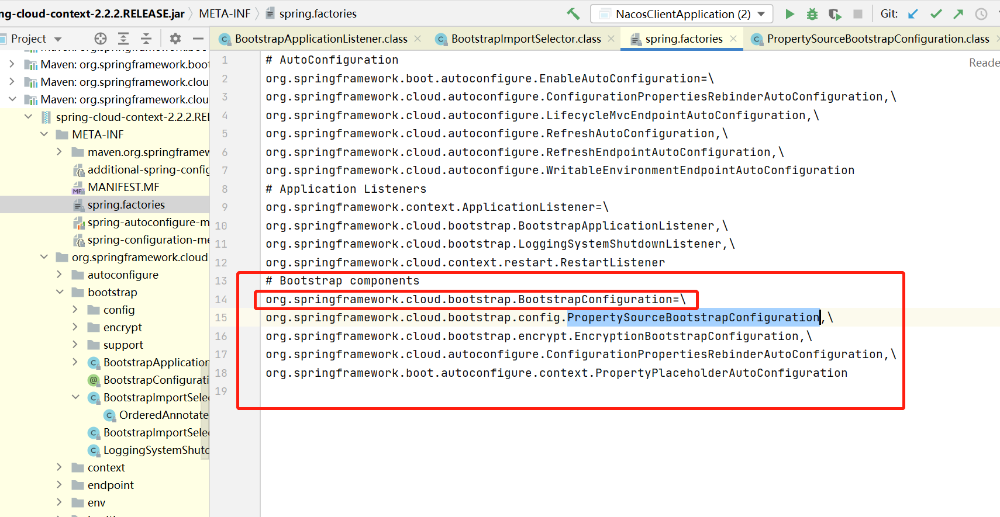 ng-cloud-context-2.2.2.RELEASE.jar
META-INF
spring.factories
NacosClientApplication (2)
Git:
Project
BootstrapApplicationListener.class
BootstrapImportSelector.class
spring.factories
PropertySourceBootstrapConfiguration.class
Maven: org.springframework.boot
Maven: org.springframework.clou
Maven: org.springframework.clou
spring-cloud-context-2.2.2.REL
META-INF
maven.org.springframew
additional-spring-config
MANIFEST.MF
spring.factories
spring-autoconfigure-m
spring-configuration-me
org.springframework.cloud
autoconfigure
bootstrap
config
encrypt
support
BootstrapApplication
BootstrapConfigurati
BootstrapImportSele
OrderedAnnotate
BootstrapImportSele
LoggingSystemShutd
context
endpoint
env
Reade
1 # AutoConfiguration
2 org.springframework.boot.autoconfigure.EnableAutoConfiguration=\
3 org.springframework.cloud.autoconfigure.ConfigurationPropertiesRebinderAutoConfiguration,\
4 org.springframework.cloud.autoconfigure.LifecycleMvcEndpointAutoConfiguration,\
5 org.springframework.cloud.autoconfigure.RefreshAutoConfiguration,\
6 org.springframework.cloud.autoconfigure.RefreshEndpointAutoConfiguration,\
7 org.springframework.cloud.autoconfigure.WritableEnvironmentEndpointAutoConfiguration
8 # Application Listeners
9 org.springframework.context.ApplicationListener=\
10 org.springframework.cloud.bootstrap.BootstrapApplicationListener,\
11 org.springframework.cloud.bootstrap.LoggingSystemShutdownListener,\
12 org.springframework.cloud.context.restart.RestartListener
13 # Bootstrap components
14 org.springframework.cloud.bootstrap.BootstrapConfiguration=\
15 org.springframework.cloud.bootstrap.config.PropertySourceBootstrapConfiguration,\
16 org.springframework.cloud.bootstrap.encrypt.EncryptionBootstrapConfiguration,\
17 org.springframework.cloud.autoconfigure.ConfigurationPropertiesRebinderAutoConfiguration,\
18 org.springframework.boot.autoconfigure.context.PropertyPlaceholderAutoConfiguration
19